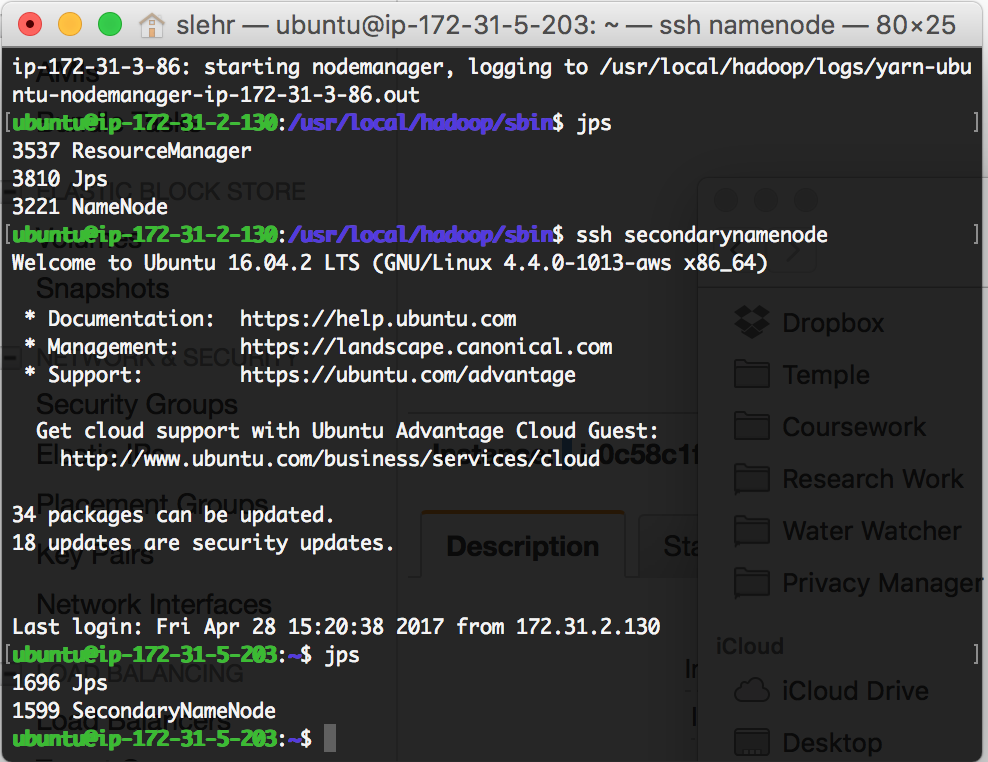 slehr — ubuntu@ip-172-31-5-203: ~ — ssh namenode — 80×25
ip-172-31-3-86: starting nodemanager, logging to /usr/local/hadoop/logs/yarn-ubu
ntu-nodemanager-ip-172-31-3-86.out
[ubuntu@ip-172-31-2-130:/usr/local/hadoop/sbin$ jps ]
3537 ResourceManager
3810 Jps
3221 NameNode
[ubuntu@ip-172-31-2-130:/usr/local/hadoop/sbin$ ssh secondarynamenode ]
Welcome to Ubuntu 16.04.2 LTS (GNU/Linux 4.4.0-1013-aws x86_64)
* Documentation: https://help.ubuntu.com
* Management: https://landscape.canonical.com
* Support: https://ubuntu.com/advantage
Get cloud support with Ubuntu Advantage Cloud Guest:
http://www.ubuntu.com/business/services/cloud
34 packages can be updated.
18 updates are security updates.
Last login: Fri Apr 28 15:20:38 2017 from 172.31.2.130
[ubuntu@ip-172-31-5-203:~$ jps ]
1696 Jps
1599 SecondaryNameNode
ubuntu@ip-172-31-5-203:~$
ELASTIC BLOCK STORE
Volumes
Snapshots
NETWORK & SECURITY
Security Groups
Placement Groups
Key Pairs
Network Interfaces
LOAD BALANCING
Load Balancers
0c58c1f
Description
Sta
Dropbox
Temple
Coursework
Research Work
Water Watcher
Privacy Manager
iCloud
iCloud Drive
Desktop